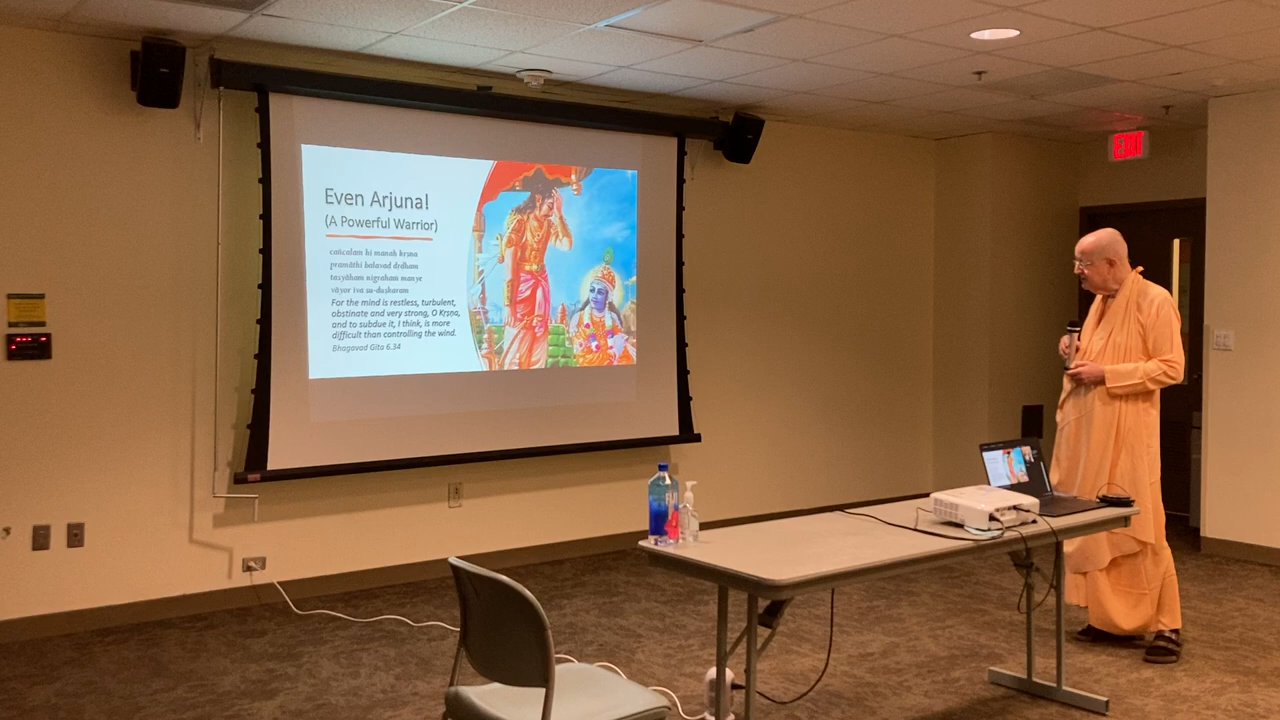 Even Arjuna!
(A Powerful Warrior)
cañcalaṁ hi manaḥ kṛṣṇa
pramāthi balavad dṛḍham
tasyāhaṁ nigrahaṁ manye
vāyor iva su-duṣkaram
For the mind is restless, turbulent,
obstinate and very strong, O Kṛṣṇa,
and to subdue it, I think, is more
difficult than controlling the wind.
Bhagavad Gita 6.34
EXIT
FIJI